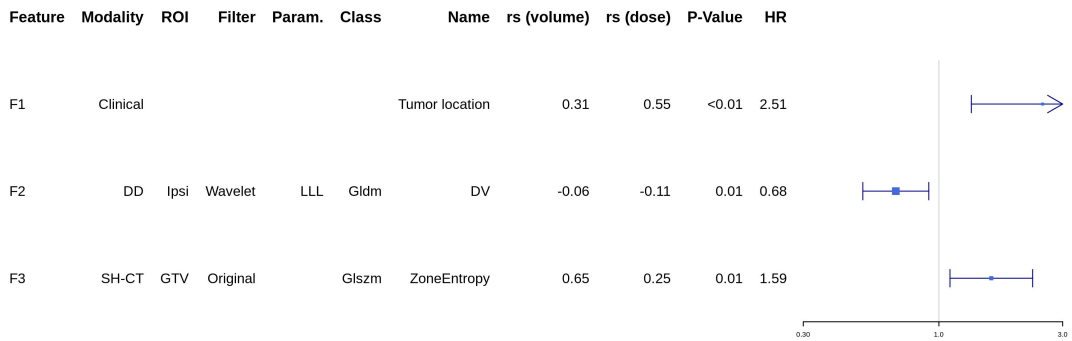 Feature Modality ROI Filter Param. Class Name rs (volume) rs (dose) P-Value HR
F1 Clinical Tumor location 0.31 0.55 <0.01 2.51
F2 DD Ipsi Wavelet LLL Gldm DV -0.06 -0.11 0.01 0.68
F3 SH-CT GTV Original Glszm ZoneEntropy 0.65 0.25 0.01 1.59
0.30 1.0 3.0